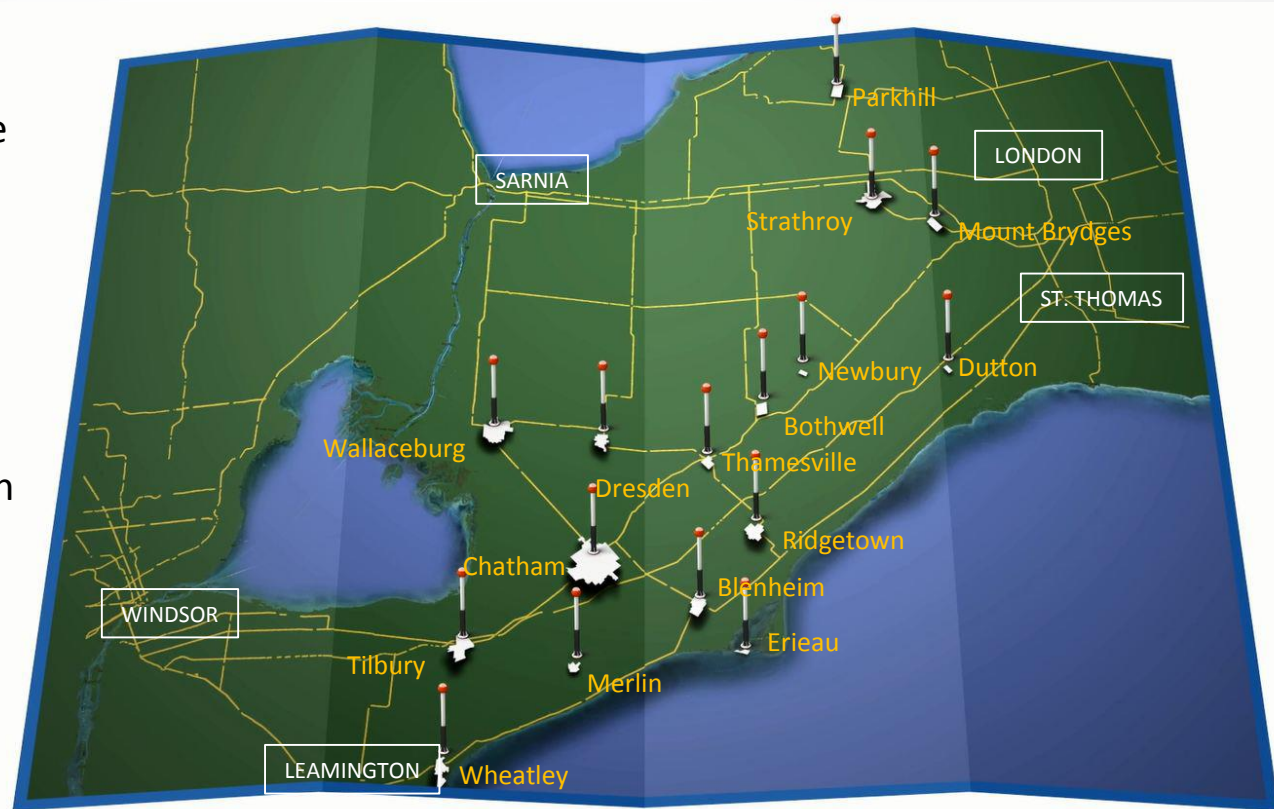 e
n
Parkhill
LONDON
SARNIA
Strathroy
Mount Brydges
ST. THOMAS
Newbury
Dutton
Bothwell
Wallaceburg
Thamesville
Dresden
Ridgetown
Chatham
Blenheim
WINDSOR
Erieau
Tilbury
Merlin
LEAMINGTON
Wheatley